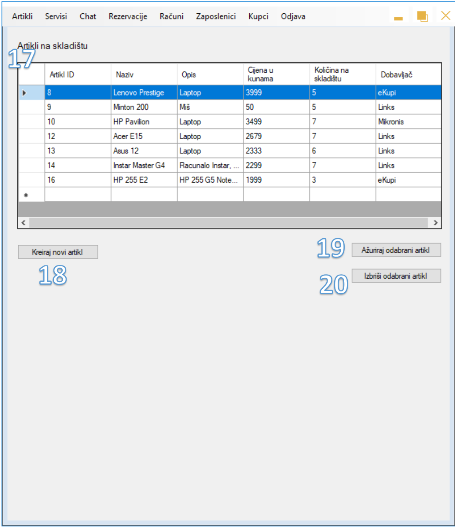 Artikli Servisi Chat Rezervacije Računi Zaposlenici Kupci Odjava
Artikli na skladištu
17
Artikl ID Naziv Opis Cijena u kunama Količina na skladištu Dobavljač
8 Lenovo Prestige Laptop 3999 5 eKupi
9 Minton 200 Miš 50 5 Links
10 HP Pavilion Laptop 3499 7 Mikronis
12 Acer E15 Laptop 2679 7 Links
13 Asus 12 Laptop 2333 6 Links
14 Instar Master G4 Racunalo Instar, ... 2299 7 Links
16 HP 255 E2 HP 255 G5 Note... 1999 3 eKupi
Kreiraj novi artikl 19 Ažuriraj odabrani artikl
18 20 Izbriši odabrani artikl